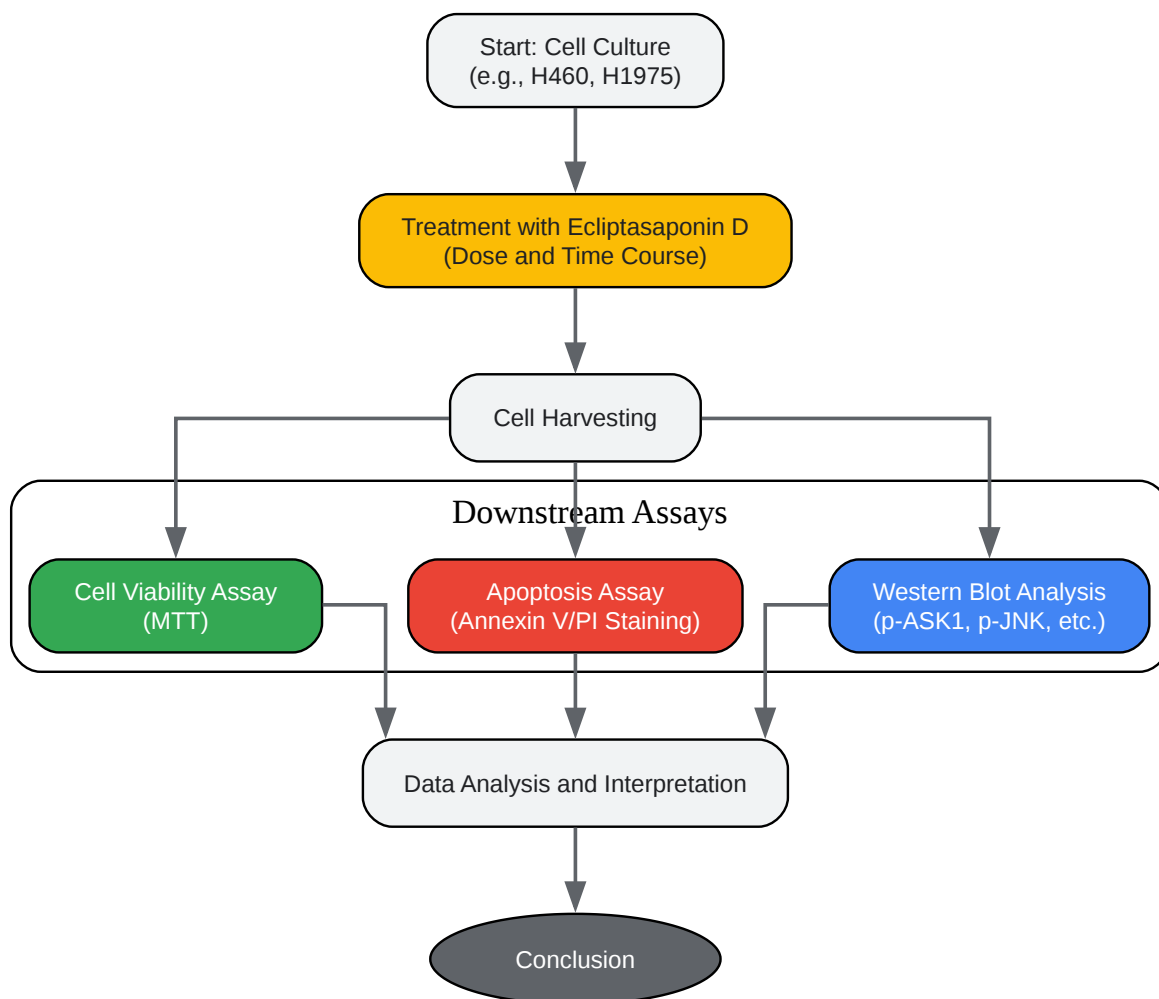 Start: Cell Culture
(e.g., H460, H1975)
Treatment with Ecliptasaponin D
(Dose and Time Course)
Cell Harvesting
Downstream Assays
Cell Viability Assay
(MTT)
Apoptosis Assay
(Annexin V/PI Staining)
Western Blot Analysis
(p-ASK1, p-JNK, etc.)
Data Analysis and Interpretation
Conclusion